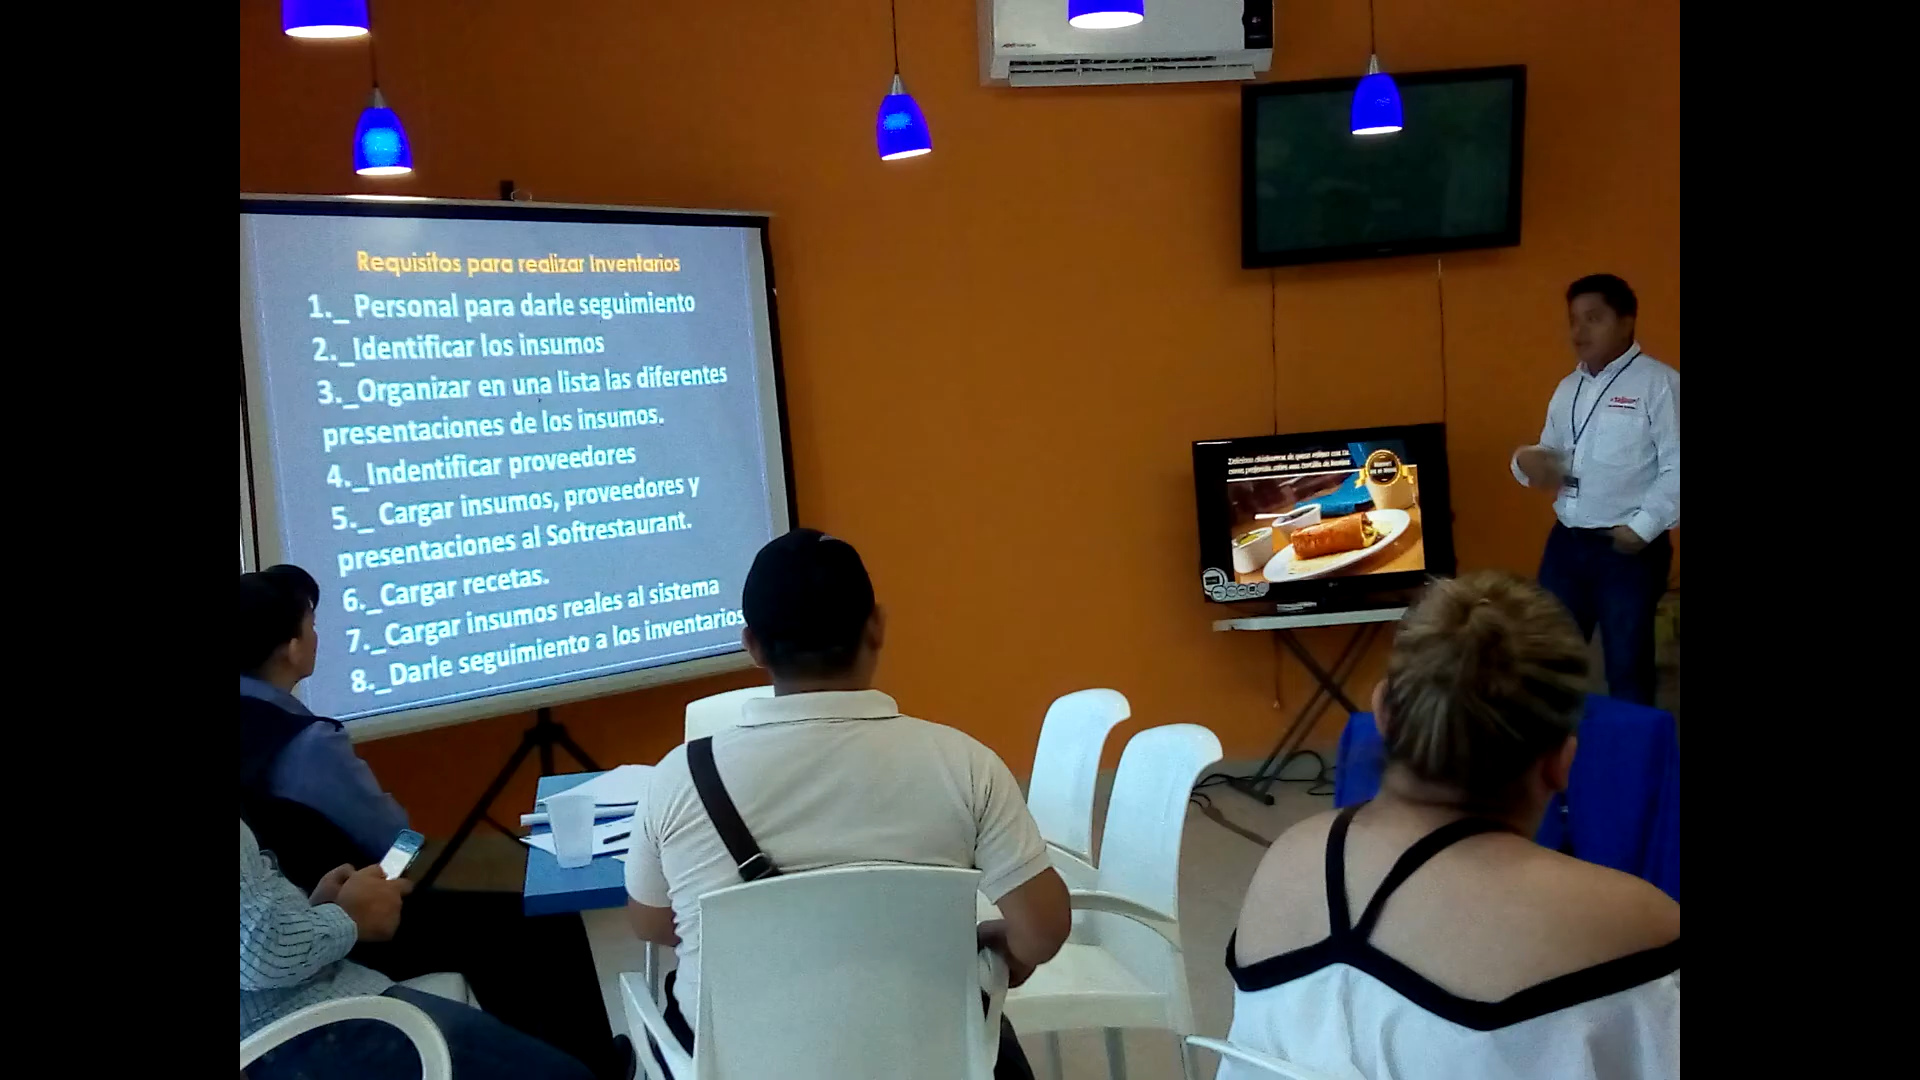 Requisitos para realizar Inventarios
1._ Personal para darle seguimiento
2._Identificar los insumos
3._Organizar en una lista las diferentes
presentaciones de los insumos.
4._Indentificar proveedores
5._ Cargar insumos, proveedores y
presentaciones al Softrestaurant.
6._Cargar recetas.
7._Cargar insumos reales al sistema
8._Darle seguimiento a los inventarios